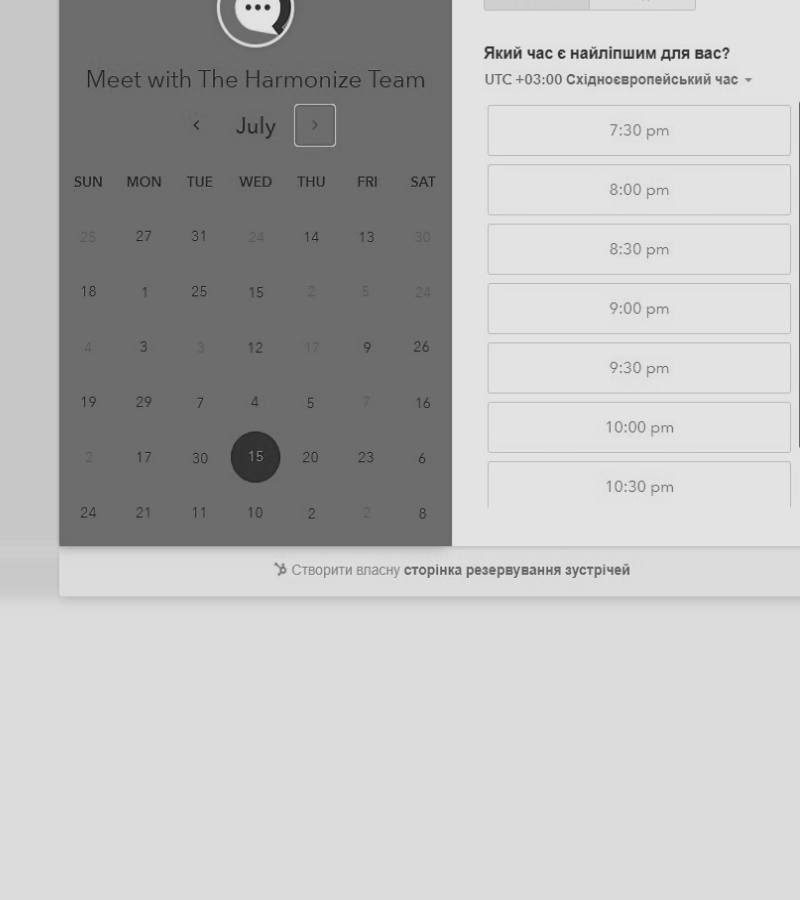 Meet with The Harmonize Team
July
SUN MON TUE WED THU FRI SAT
25 27 31 24 14 13 30
18 1 25 15 2 5 24
4 3 3 12 17 9 26
19 29 7 4 5 7 16
2 17 30 15 20 23 6
24 21 11 10 2 2 8
Який час є найліпшим для вас?
UTC +03:00 Східноєвропейський час
7:30 pm
8:00 pm
8:30 pm
9:00 pm
9:30 pm
10:00 pm
10:30 pm
Створити власну сторінка резервування зустрічей